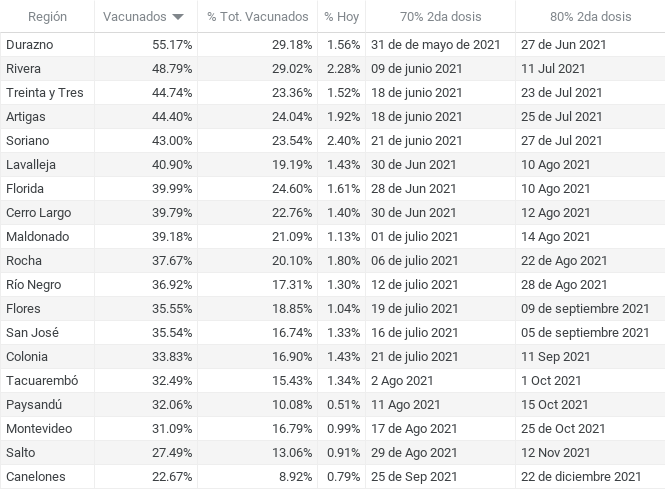 Región Vacunados % Tot. Vacunados % Hoy 70% 2da dosis 80% 2da dosis
Durazno 55.17% 29.18% 1.56% 31 de de mayo de 2021 27 de Jun 2021
Rivera 48.79% 29.02% 2.28% 09 de junio 2021 11 Jul 2021
Treinta y Tres 44.74% 23.36% 1.52% 18 de junio 2021 23 de Jul 2021
Artigas 44.40% 24.04% 1.92% 18 de junio 2021 25 de Jul 2021
Soriano 43.00% 23.54% 2.40% 21 de junio 2021 27 de Jul 2021
Lavalleja 40.90% 19.19% 1.43% 30 de Jun 2021 10 Ago 2021
Florida 39.99% 24.60% 1.61% 28 de Jun 2021 10 Ago 2021
Cerro Largo 39.79% 22.76% 1.40% 30 de Jun 2021 12 Ago 2021
Maldonado 39.18% 21.09% 1.13% 01 de julio 2021 14 Ago 2021
Rocha 37.67% 20.10% 1.80% 06 de julio 2021 22 de Ago 2021
Río Negro 36.92% 17.31% 1.30% 12 de julio 2021 28 de Ago 2021
Flores 35.55% 18.85% 1.04% 19 de julio 2021 09 de septiembre 2021
San José 35.54% 16.74% 1.33% 16 de julio 2021 05 de septiembre 2021
Colonia 33.83% 16.90% 1.43% 21 de julio 2021 11 Sep 2021
Tacuarembó 32.49% 15.43% 1.34% 2 Ago 2021 1 Oct 2021
Paysandú 32.06% 10.08% 0.51% 11 Ago 2021 15 Oct 2021
Montevideo 31.09% 16.79% 0.99% 17 de Ago 2021 25 de Oct 2021
Salto 27.49% 13.06% 0.91% 29 de Ago 2021 12 Nov 2021
Canelones 22.67% 8.92% 0.79% 25 de Sep 2021 22 de diciembre 2021